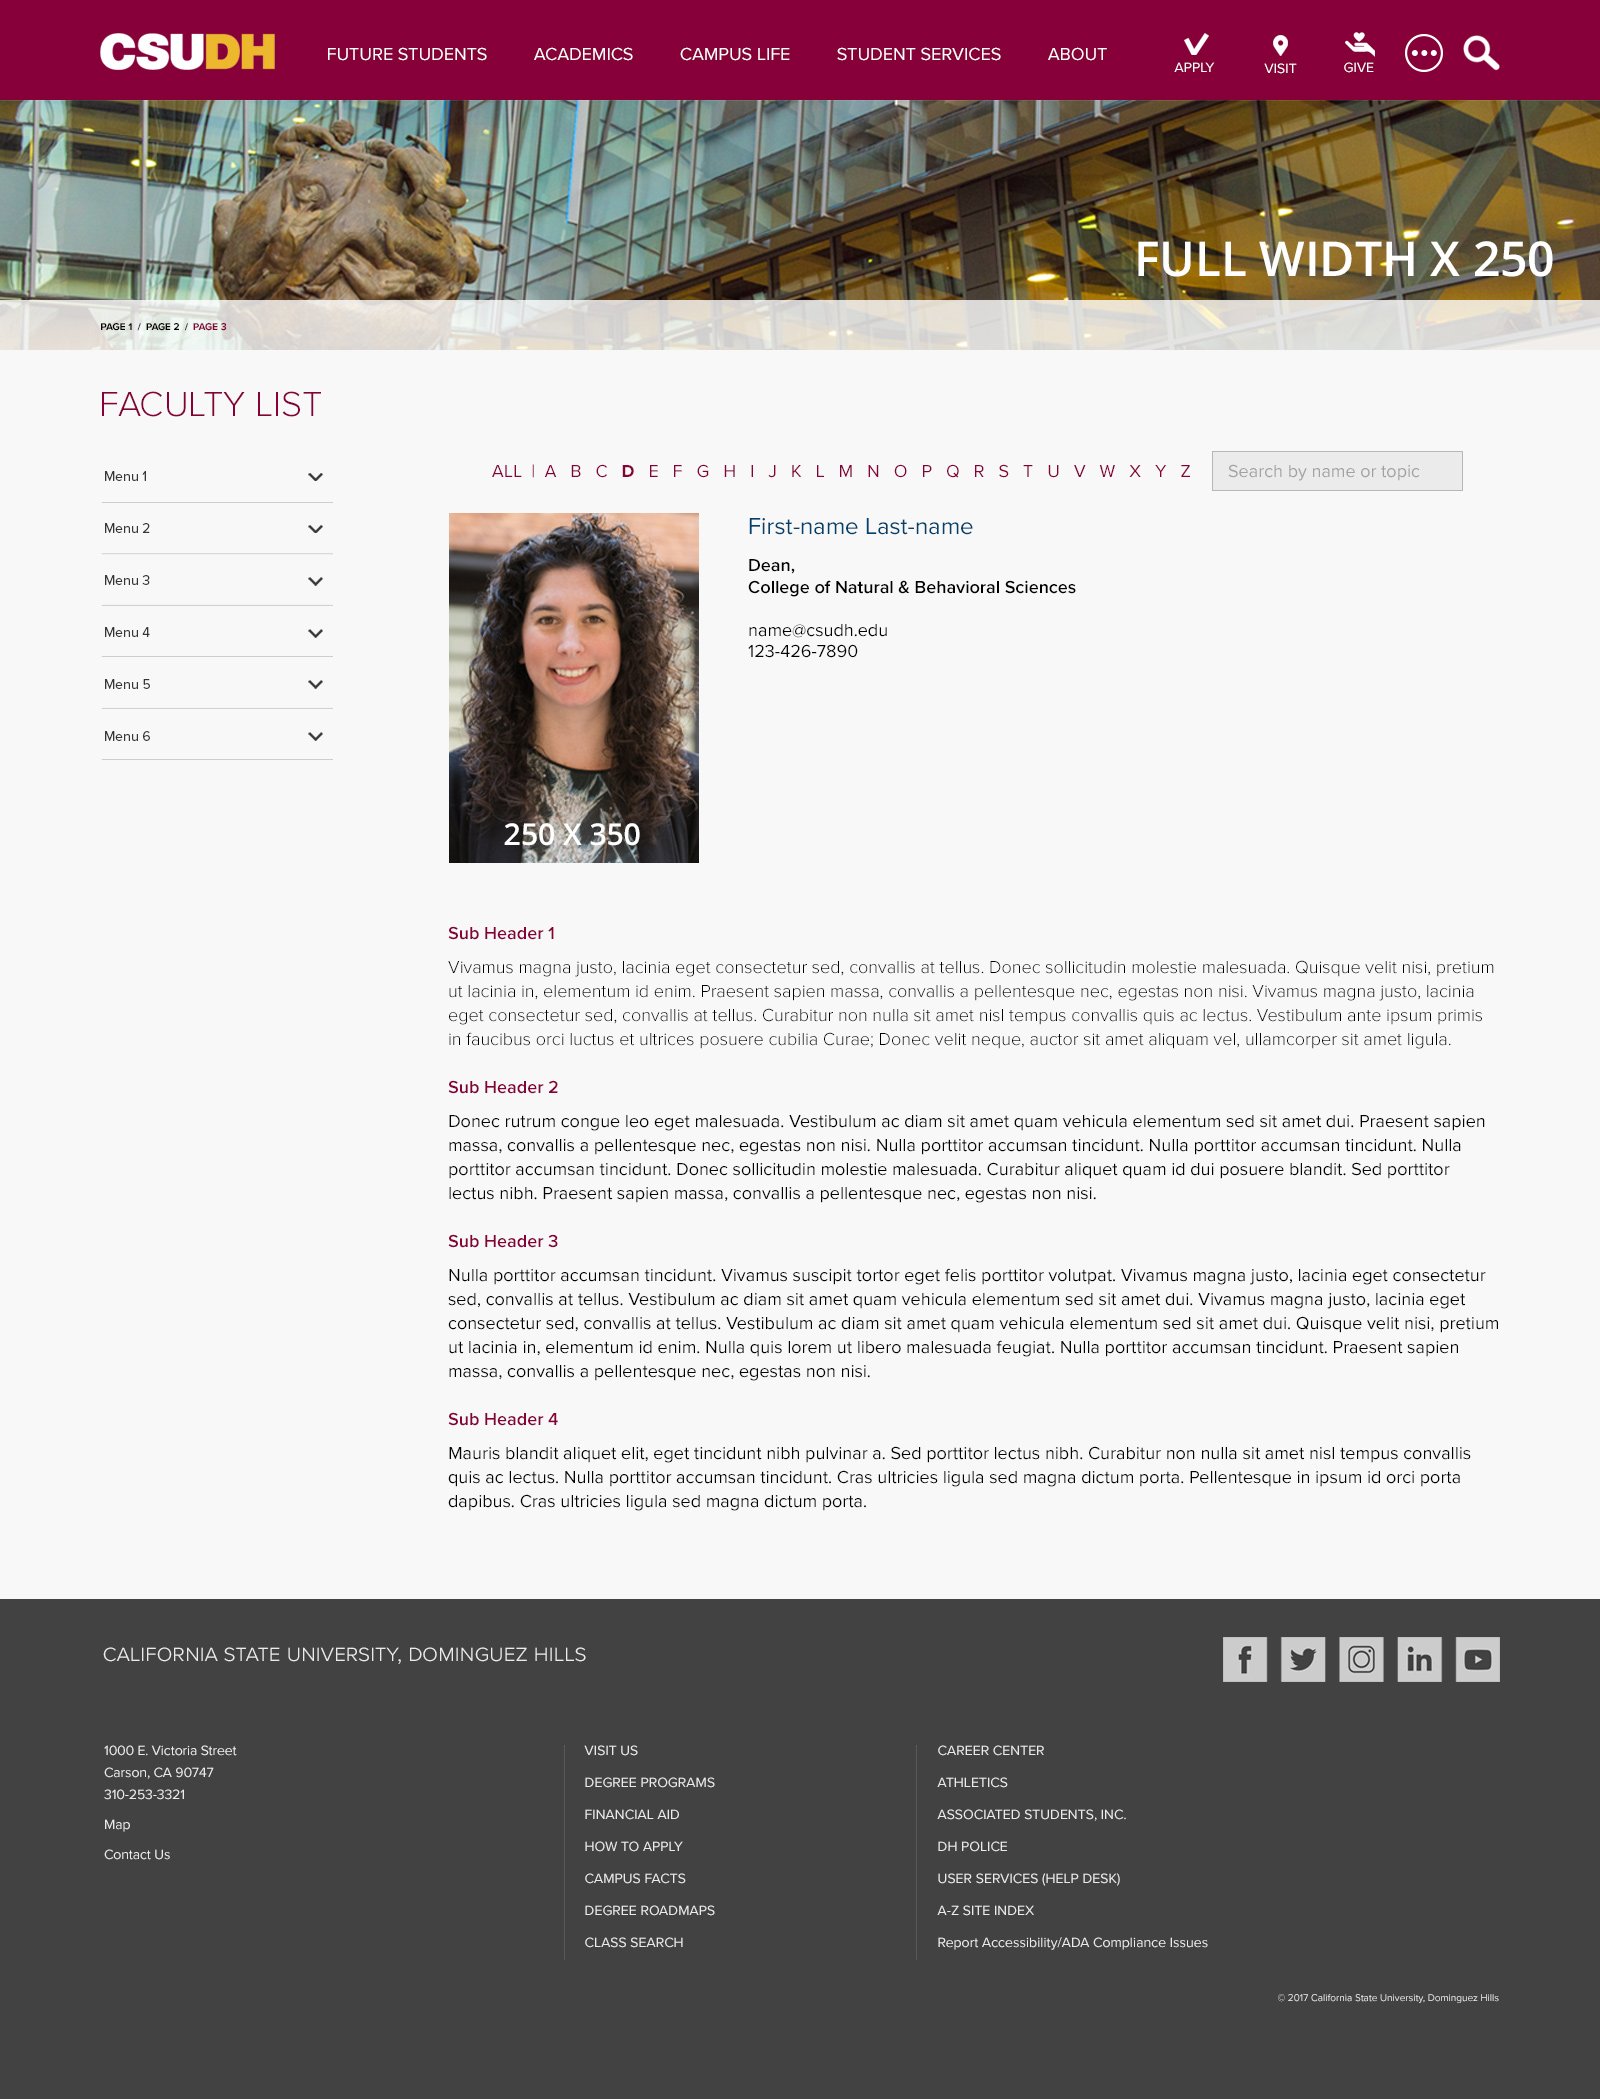 CSUDH
FUTURE STUDENTS
ACADEMICS
CAMPUS LIFE
STUDENT SERVICES
ABOUT
APPLY
VISIT
GIVE
FULL WIDTH X 250
PAGE 1 / PAGE 2 / PAGE 3
FACULTY LIST
Menu 1
Menu 2
Menu 3
Menu 4
Menu 5
Menu 6
ALL | A B C D E F G H I J K L M N O P Q R S T U V W X Y Z
Search by name or topic
250 X 350
First-name Last-name
Dean,
College of Natural & Behavioral Sciences
name@csudh.edu
123-426-7890
Sub Header 1
Vivamus magna justo, lacinia eget consectetur sed, convallis at tellus. Donec sollicitudin molestie malesuada. Quisque velit nisi, pretium
ut lacinia in, elementum id enim. Praesent sapien massa, convallis a pellentesque nec, egestas non nisi. Vivamus magna justo, lacinia
eget consectetur sed, convallis at tellus. Curabitur non nulla sit amet nisl tempus convallis quis ac lectus. Vestibulum ante ipsum primis
in faucibus orci luctus et ultrices posuere cubilia Curae; Donec velit neque, auctor sit amet aliquam vel, ullamcorper sit amet ligula.
Sub Header 2
Donec rutrum congue leo eget malesuada. Vestibulum ac diam sit amet quam vehicula elementum sed sit amet dui. Praesent sapien
massa, convallis a pellentesque nec, egestas non nisi. Nulla porttitor accumsan tincidunt. Nulla porttitor accumsan tincidunt. Nulla
porttitor accumsan tincidunt. Donec sollicitudin molestie malesuada. Curabitur aliquet quam id dui posuere blandit. Sed porttitor
lectus nibh. Praesent sapien massa, convallis a pellentesque nec, egestas non nisi.
Sub Header 3
Nulla porttitor accumsan tincidunt. Vivamus suscipit tortor eget felis porttitor volutpat. Vivamus magna justo, lacinia eget consectetur
sed, convallis at tellus. Vestibulum ac diam sit amet quam vehicula elementum sed sit amet dui. Vivamus magna justo, lacinia eget
consectetur sed, convallis at tellus. Vestibulum ac diam sit amet quam vehicula elementum sed sit amet dui. Quisque velit nisi, pretium
ut lacinia in, elementum id enim. Nulla quis lorem ut libero malesuada feugiat. Nulla porttitor accumsan tincidunt. Praesent sapien
massa, convallis a pellentesque nec, egestas non nisi.
Sub Header 4
Mauris blandit aliquet elit, eget tincidunt nibh pulvinar a. Sed porttitor lectus nibh. Curabitur non nulla sit amet nisl tempus convallis
quis ac lectus. Nulla porttitor accumsan tincidunt. Cras ultricies ligula sed magna dictum porta. Pellentesque in ipsum id orci porta
dapibus. Cras ultricies ligula sed magna dictum porta.
CALIFORNIA STATE UNIVERSITY, DOMINGUEZ HILLS
1000 E. Victoria Street
Carson, CA 90747
310-253-3321
Map
Contact Us
VISIT US
DEGREE PROGRAMS
FINANCIAL AID
HOW TO APPLY
CAMPUS FACTS
DEGREE ROADMAPS
CLASS SEARCH
CAREER CENTER
ATHLETICS
ASSOCIATED STUDENTS, INC.
DH POLICE
USER SERVICES (HELP DESK)
A-Z SITE INDEX
Report Accessibility/ADA Compliance Issues
© 2017 California State University, Dominguez Hills